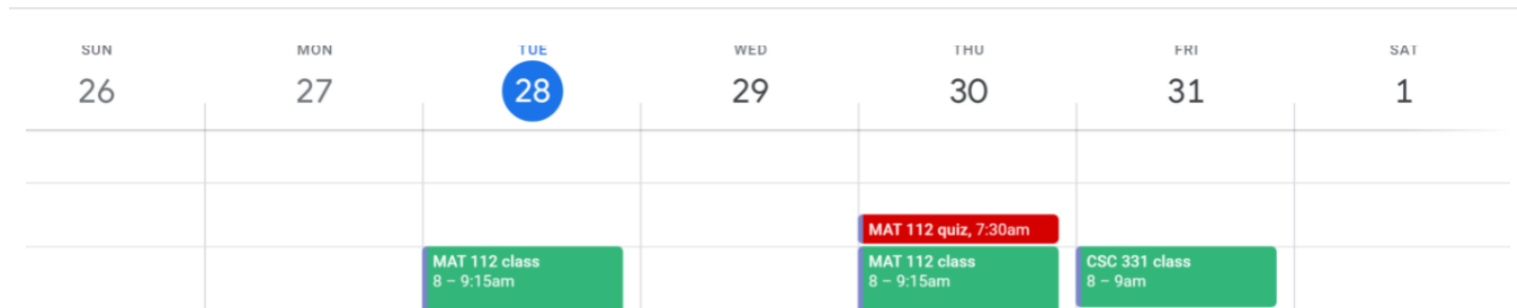 SUN MON TUE WED THU FRI SAT
26 27 28 29 30 31 1
MAT 112 quiz, 7:30am
MAT 112 class
8 – 9:15am
MAT 112 class
8 – 9:15am
CSC 331 class
8 – 9am